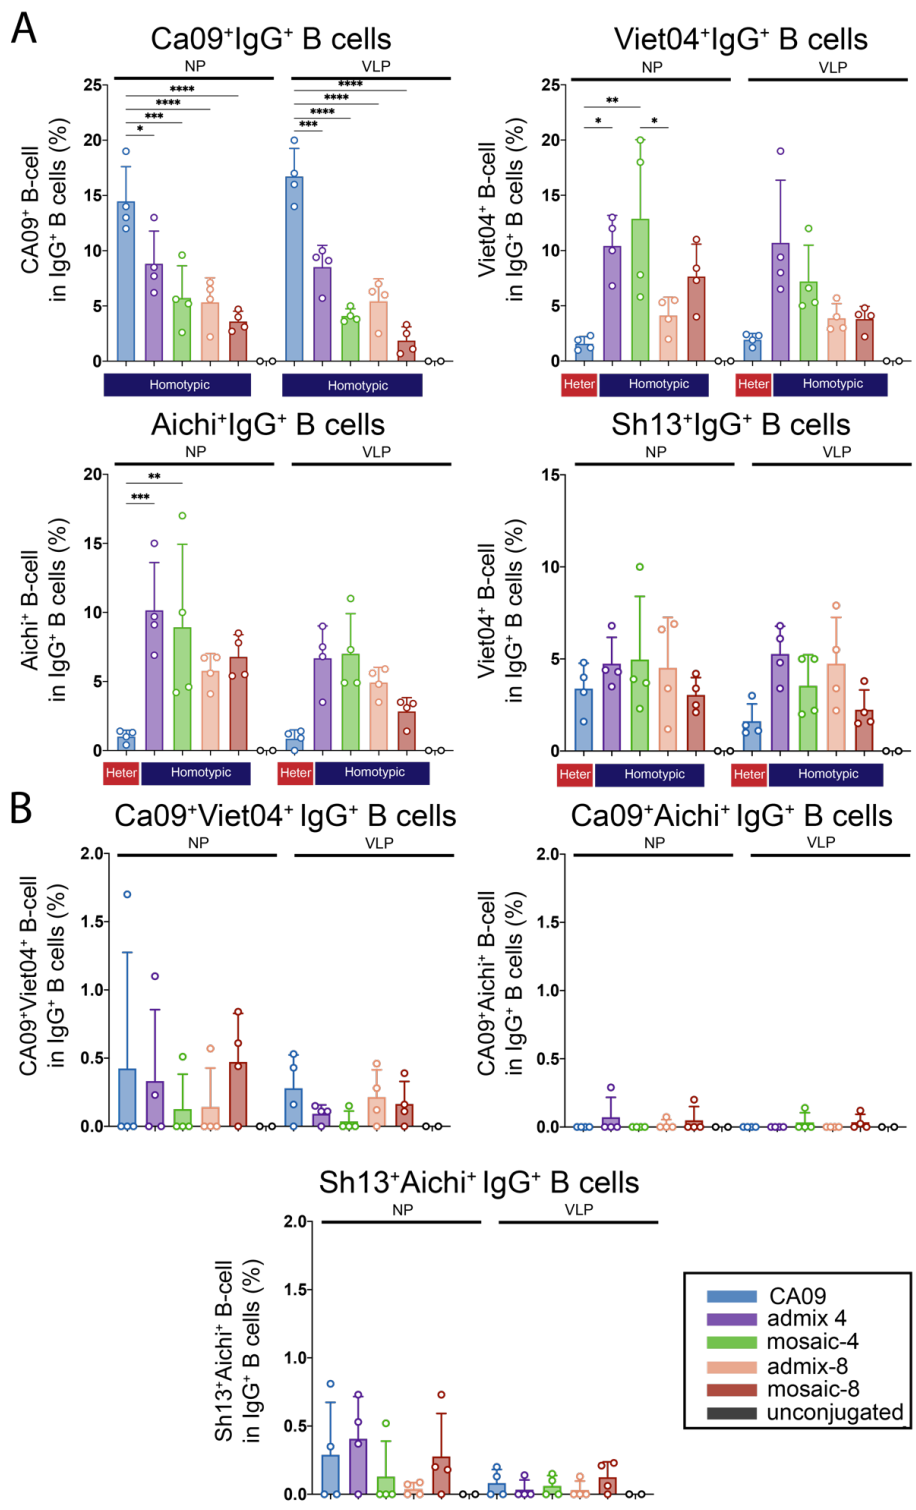 A
Ca09⁺IgG⁺ B cells
NP VLP
CA09⁺ B-cell
in IgG⁺ B cells (%)
25
20
15
10
5
0
**** **** *** *
**** **** **** ***
Homotypic Homotypic
Viet04⁺IgG⁺ B cells
NP VLP
Viet04⁺ B-cell
in IgG⁺ B cells (%)
25
20
15
10
5
0
** * *
Heter Homotypic Heter Homotypic
Aichi⁺IgG⁺ B cells
NP VLP
Aichi⁺ B-cell
in IgG⁺ B cells (%)
20
15
10
5
0
** ***
Heter Homotypic Heter Homotypic
Sh13⁺IgG⁺ B cells
NP VLP
Viet04⁺ B-cell
in IgG⁺ B cells (%)
15
10
5
0
Heter Homotypic Heter Homotypic
B
Ca09⁺Viet04⁺ IgG⁺ B cells
NP VLP
CA09⁺Viet04⁺ B-cell
in IgG⁺ B cells (%)
2.0
1.5
1.0
0.5
0.0
Ca09⁺Aichi⁺ IgG⁺ B cells
NP VLP
CA09⁺Aichi⁺ B-cell
in IgG⁺ B cells (%)
2.0
1.5
1.0
0.5
0.0
Sh13⁺Aichi⁺ IgG⁺ B cells
NP VLP
Sh13⁺Aichi⁺ B-cell
in IgG⁺ B cells (%)
2.0
1.5
1.0
0.5
0.0
CA09
admix 4
mosaic-4
admix-8
mosaic-8
unconjugated